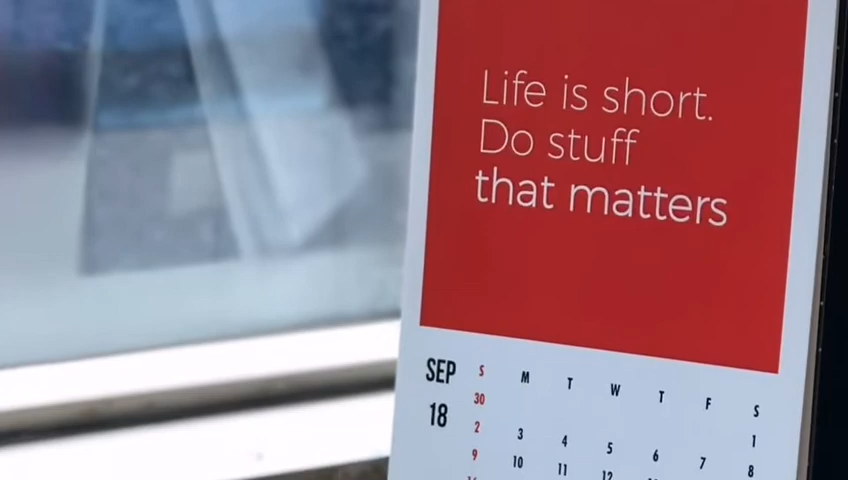 Life is short.
Do stuff
that matters
SEP
18
S M T W T F S
30 1
2 3 4 5 6 7 8
9 10 11 12